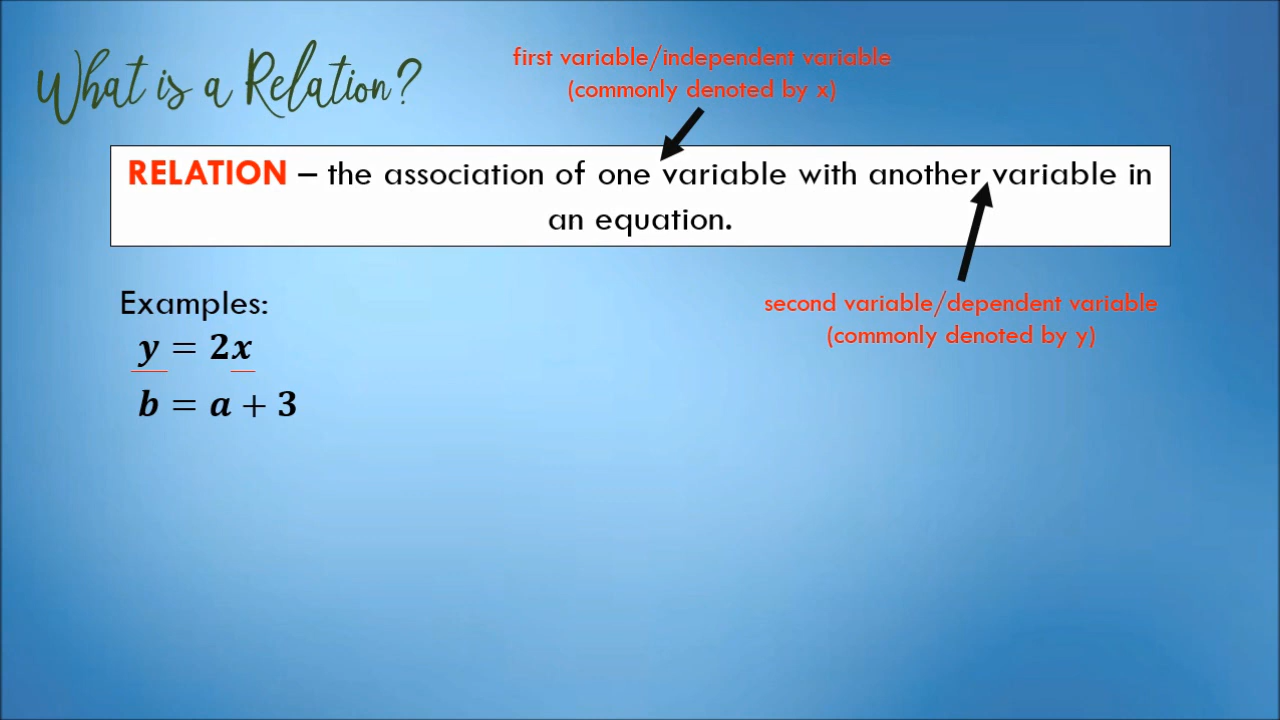 What is a Relation?
first variable/independent variable
(commonly denoted by x)
RELATION – the association of one variable with another variable in
an equation.
Examples:
y = 2x
b = a + 3
second variable/dependent variable
(commonly denoted by y)